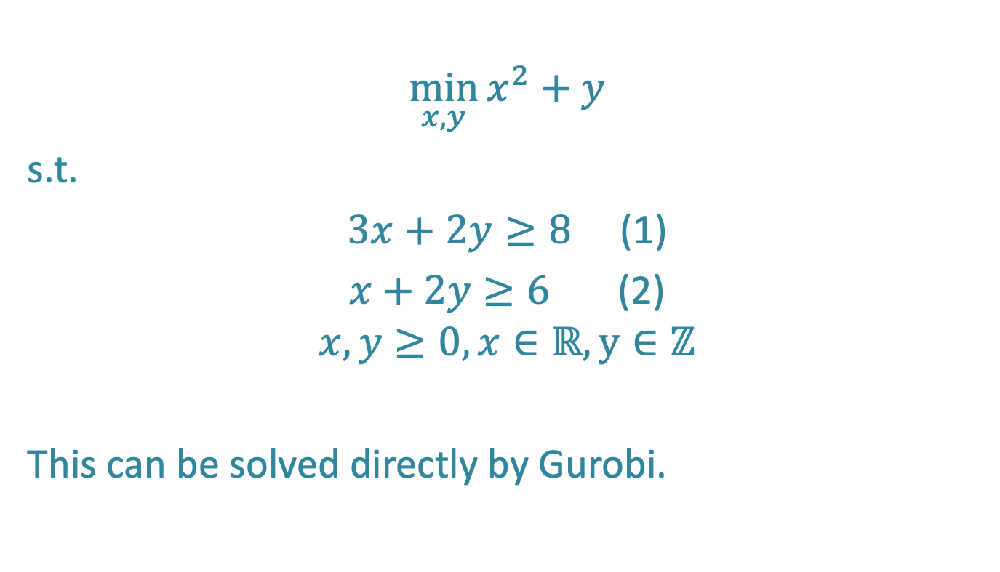 min x² + y
x,y
s.t.
3x + 2y ≥ 8 (1)
x + 2y ≥ 6 (2)
x, y ≥ 0, x ∈ ℝ, y ∈ ℤ
This can be solved directly by Gurobi.